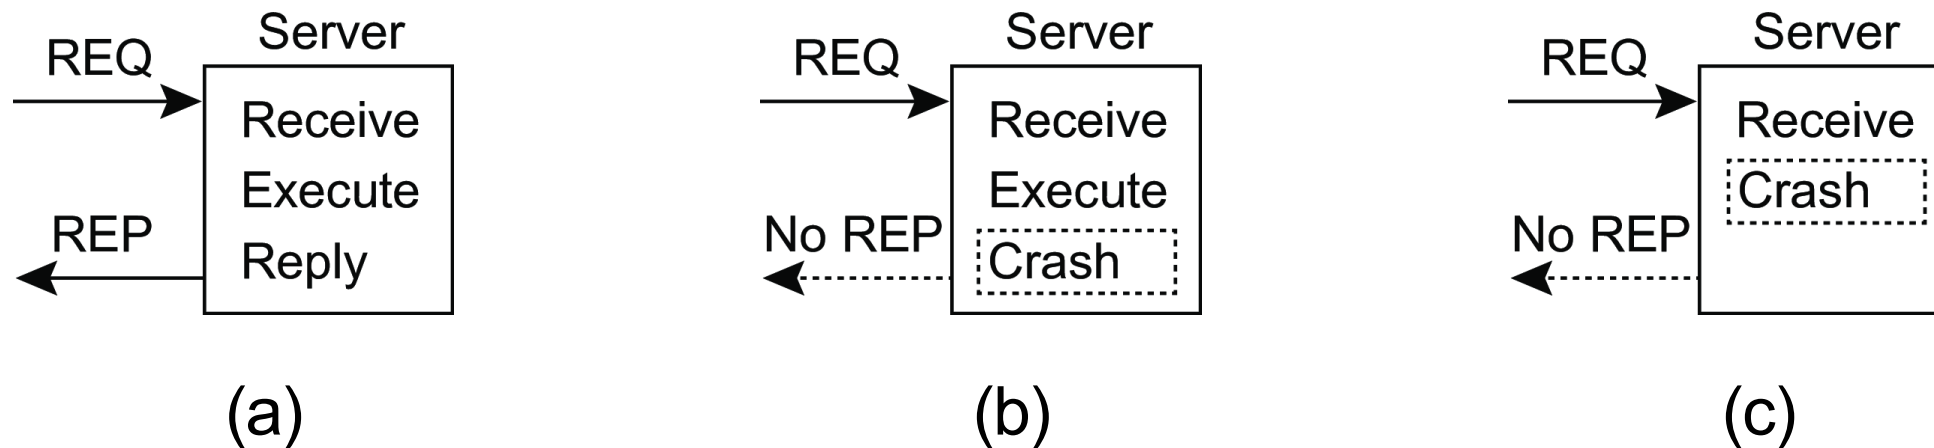 Server
REQ
Receive
Execute
REP
Reply
(a)
Server
REQ
Receive
Execute
No REP
Crash
(b)
Server
REQ
Receive
Crash
No REP
(c)